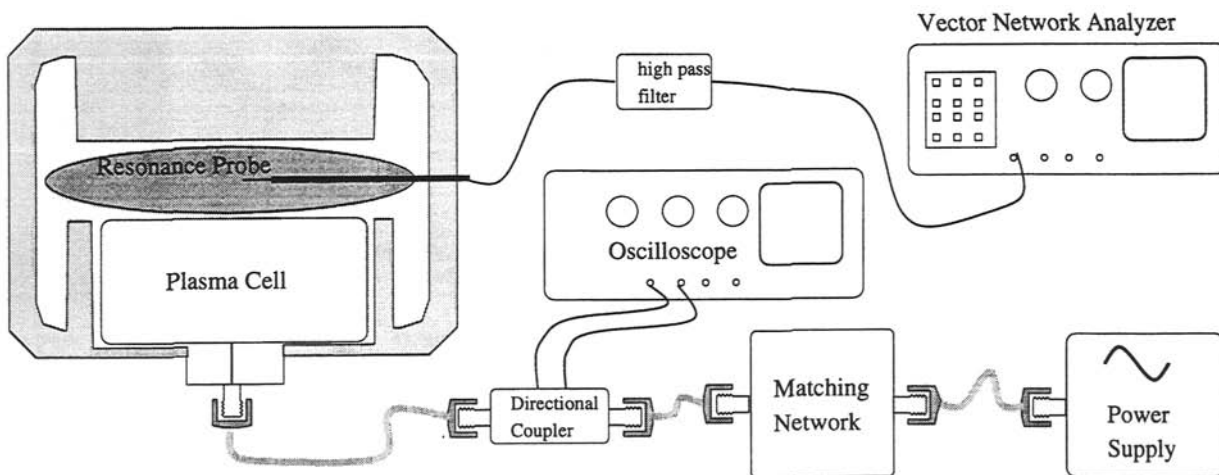 Vector Network Analyzer
high pass
filter
Resonance Probe
Oscilloscope
Plasma Cell
Directional
Coupler
Matching
Network
Power
Supply